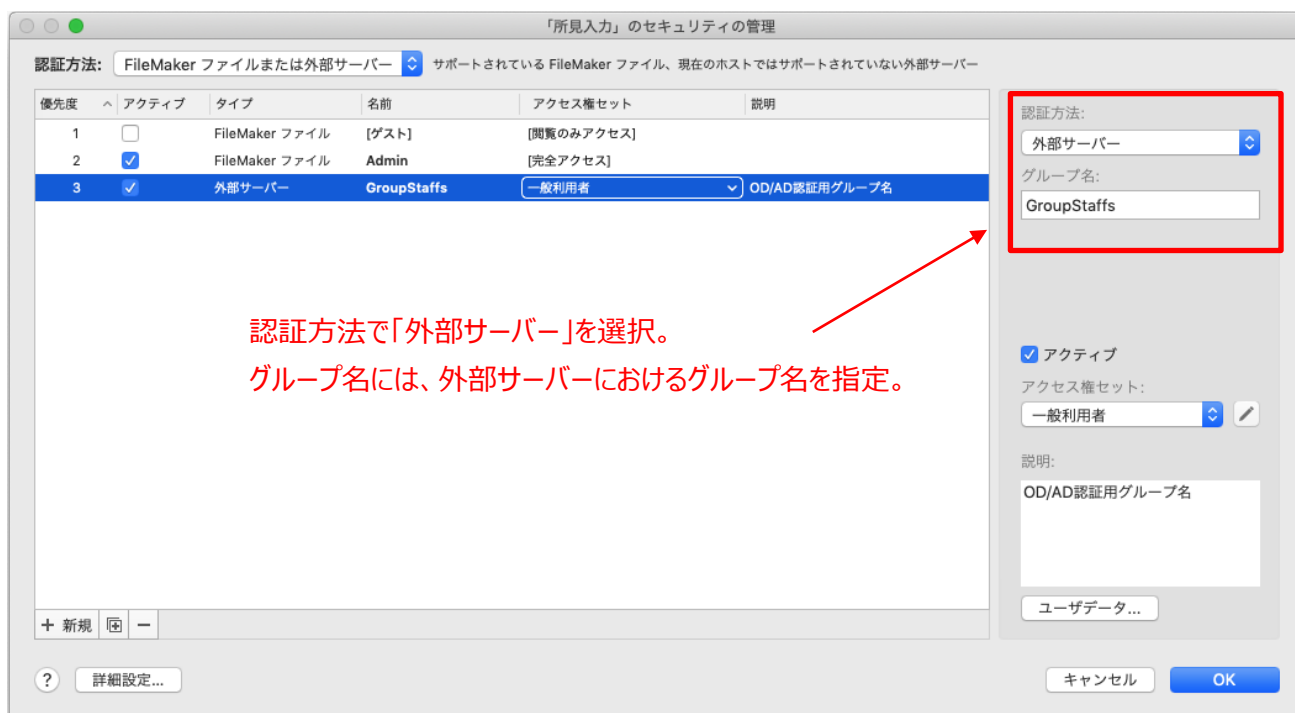 「所見入力」のセキュリティの管理
認証方法: FileMaker ファイルまたは外部サーバー サポートされている FileMaker ファイル、現在のホストではサポートされていない外部サーバー
優先度 アクティブ タイプ 名前 アクセス権セット 説明
1 FileMaker ファイル [ゲスト] [閲覧のみアクセス]
2 FileMaker ファイル Admin [完全アクセス]
3 外部サーバー GroupStaffs 一般利用者 OD/AD認証用グループ名
認証方法:
外部サーバー
グループ名:
GroupStaffs
認証方法で「外部サーバー」を選択。
グループ名には、外部サーバーにおけるグループ名を指定。
アクティブ
アクセス権セット:
一般利用者
説明:
OD/AD認証用グループ名
ユーザデータ...
+ 新規 −
? 詳細設定... キャンセル OK